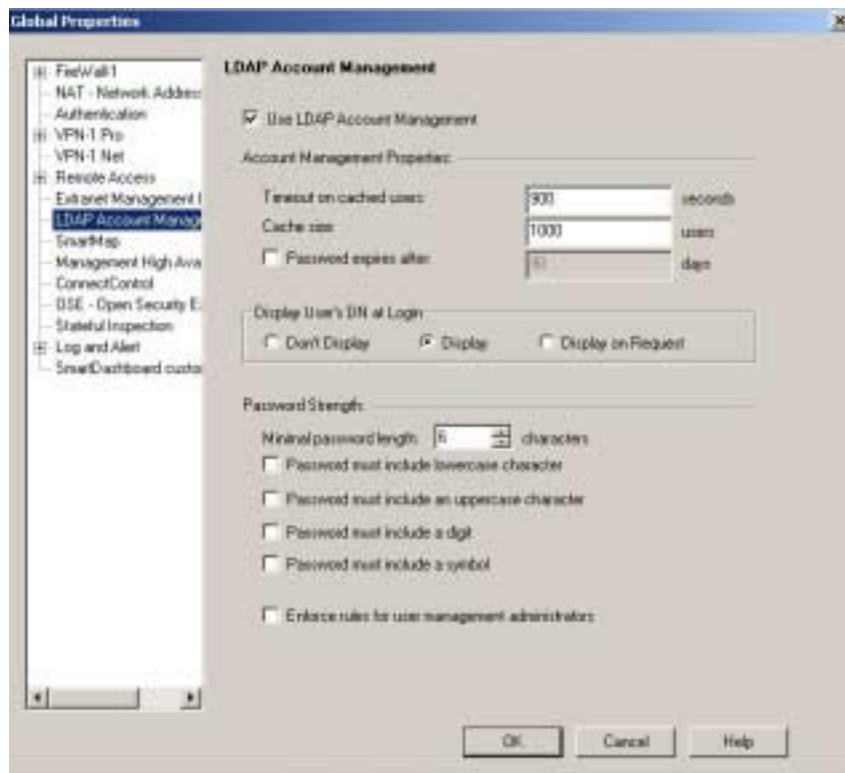 Global Properties
FireWall-1
NAT - Network Address
Authentication
VPN-1 Pro
VPN-1 Net
Remote Access
Extranet Management I
LDAP Account Manag
SmartMap
Management High Ava
ConnectControl
OSE - Open Security E
Stateful Inspection
Log and Alert
SmartDashboard custo
LDAP Account Management
Use LDAP Account Management
Account Management Properties:
Timeout on cached users: 900 seconds
Cache size: 1000 users
Password expires after: days
Display User's DN at Login
Don't Display Display Display on Request
Password Strength:
Minimal password length: 6 characters
Password must include lowercase character
Password must include an uppercase character
Password must include a digit
Password must include a symbol
Enforce rules for user management administrators
OK Cancel Help